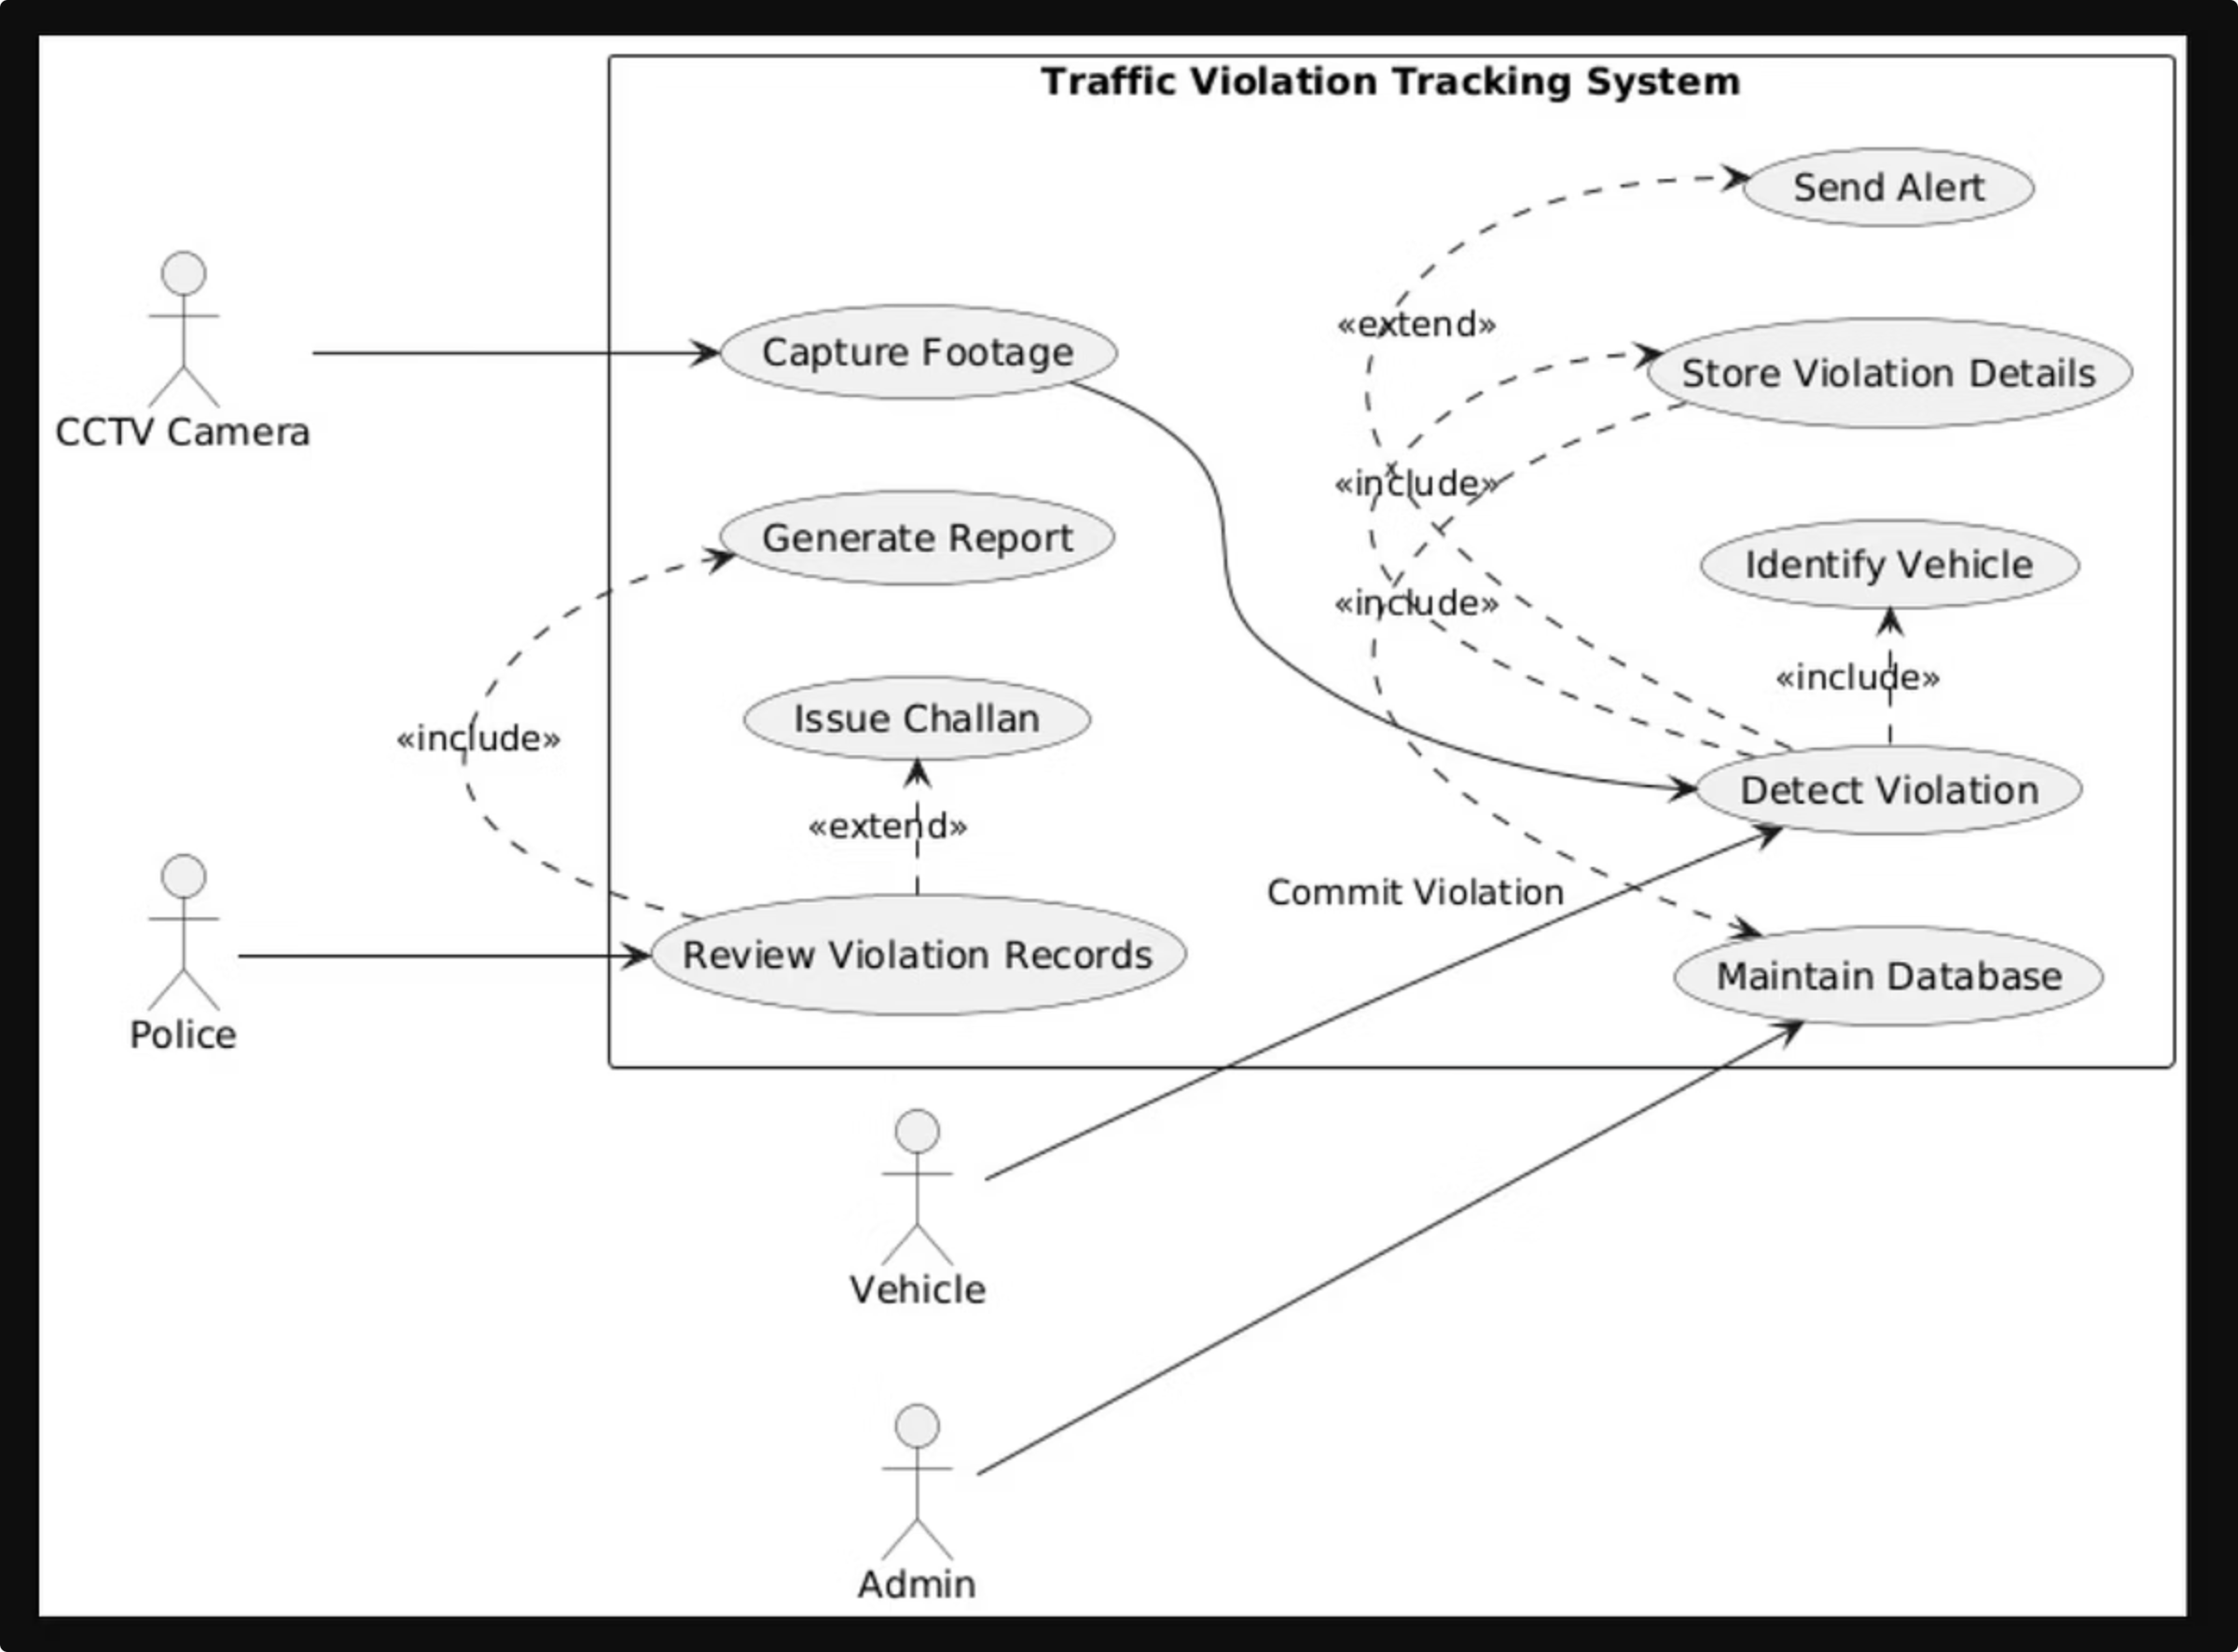 Traffic Violation Tracking System
Send Alert
«extend»
Capture Footage
Store Violation Details
CCTV Camera
«include»
Generate Report
Identify Vehicle
«include»
«include»
Issue Challan
«include»
Detect Violation
«extend»
Commit Violation
Review Violation Records
Maintain Database
Police
Vehicle
Admin